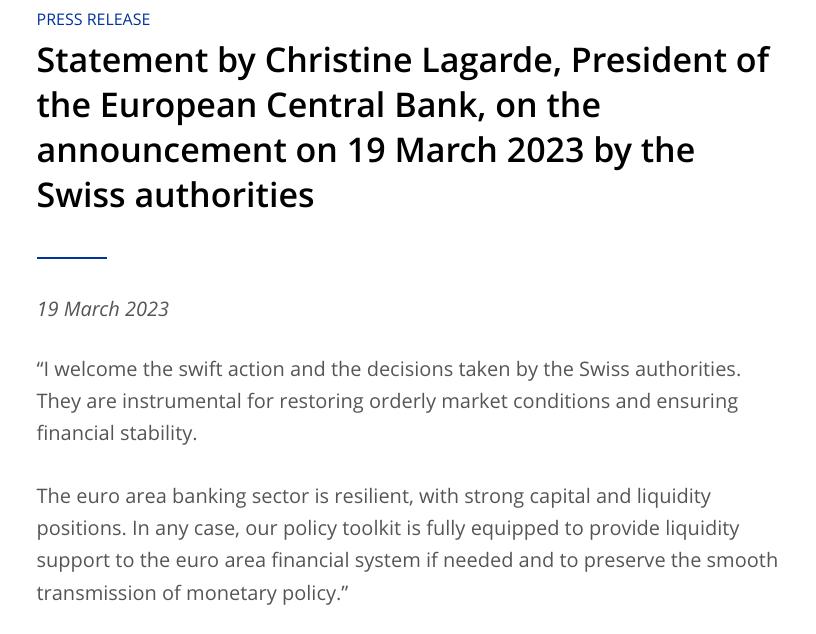 PRESS RELEASE
Statement by Christine Lagarde, President of
the European Central Bank, on the
announcement on 19 March 2023 by the
Swiss authorities
19 March 2023
“I welcome the swift action and the decisions taken by the Swiss authorities.
They are instrumental for restoring orderly market conditions and ensuring
financial stability.
The euro area banking sector is resilient, with strong capital and liquidity
positions. In any case, our policy toolkit is fully equipped to provide liquidity
support to the euro area financial system if needed and to preserve the smooth
transmission of monetary policy.”